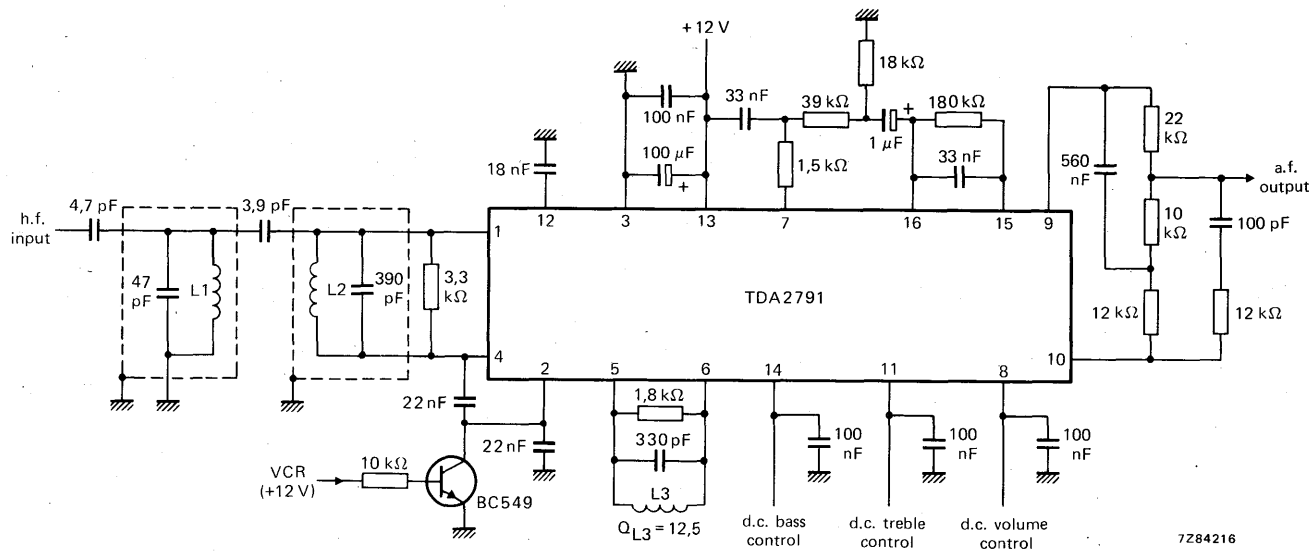 +12 V
18 kΩ
33 nF
39 kΩ
180 kΩ
100 nF
+
1 μF
22
kΩ
100 μF
+
1,5 kΩ
33 nF
560
nF
a.f.
output
18 nF
10
kΩ
100 pF
h.f.
input
4,7 pF
3,9 pF
12
3
13
7
16
15
9
1
47
pF
L1
L2
390
pF
3,3
kΩ
TDA2791
12 kΩ
12 kΩ
4
10
2
5
6
14
11
8
22 nF
1,8 kΩ
22 nF
330 pF
100
nF
100
nF
100
nF
VCR
(+12 V)
10 kΩ
BC549
L3
QL3 = 12,5
d.c. bass
control
d.c. treble
control
d.c. volume
control
7Z84216